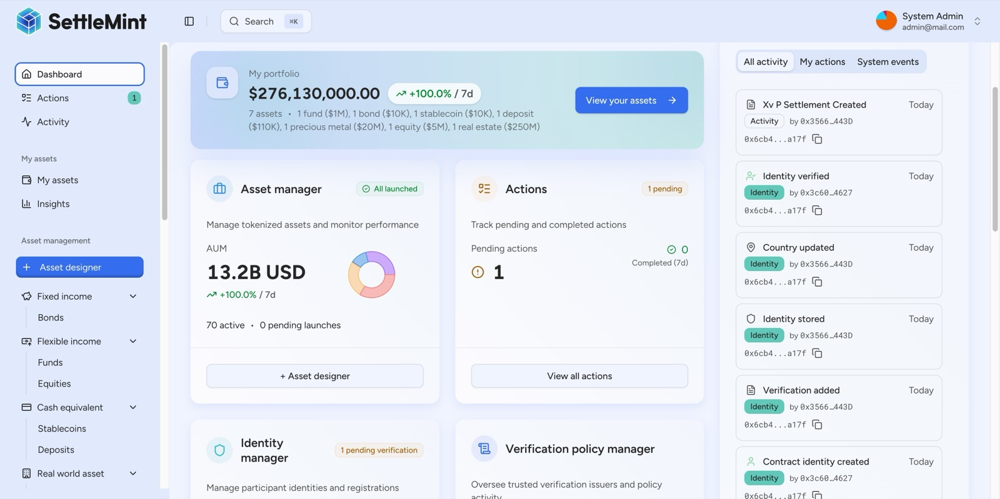 SettleMint
Search
⌘K
System Admin
admin@mail.com
Dashboard
Actions
1
Activity
My assets
My assets
Insights
Asset management
+ Asset designer
Fixed income
Bonds
Flexible income
Funds
Equities
Cash equivalent
Stablecoins
Deposits
Real world asset
My portfolio
$276,130,000.00
+100.0% / 7d
7 assets • 1 fund ($1M), 1 bond ($10K), 1 stablecoin ($10K), 1 deposit
($110K), 1 precious metal ($20M), 1 equity ($5M), 1 real estate ($250M)
View your assets →
Asset manager
All launched
Manage tokenized assets and monitor performance
AUM
13.2B USD
+100.0% / 7d
70 active • 0 pending launches
+ Asset designer
Actions
1 pending
Track pending and completed actions
Pending actions
0
Completed (7d)
1
View all actions
Identity
manager
1 pending verification
Manage participant identities and registrations
Verification policy manager
Oversee trusted verification issuers and policy
activity
All activity
My actions
System events
Xv P Settlement Created
Today
Activity
by 0x3566…443D
0x6cb4...a17f
Identity verified
Today
Identity
by 0x3c60…4627
0x6cb4...a17f
Country updated
Today
Identity
by 0x3566…443D
0x6cb4...a17f
Identity stored
Today
Identity
by 0x3566…443D
0x6cb4...a17f
Verification added
Today
Identity
by 0x3566…443D
0x6cb4...a17f
Contract identity created
Today
Identity
by 0x3c60…4627
0x6cb4...a17f